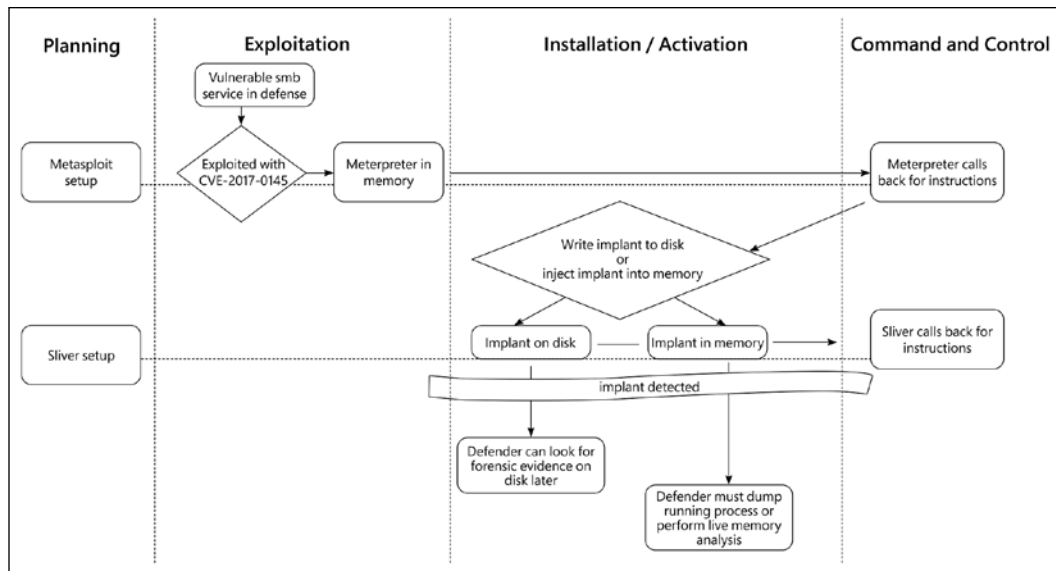 Planning
Exploitation
Installation / Activation
Command and Control
Vulnerable smb
service in defense
Metasploit
setup
Exploited with
CVE-2017-0145
Meterpreter in
memory
Meterpreter calls
back for instructions
Write implant to disk
or
inject implant into memory
Sliver setup
Implant on disk
Implant in memory
Sliver calls back for
instructions
implant detected
Defender can look for
forensic evidence on
disk later
Defender must dump
running process or
perform live memory
analysis